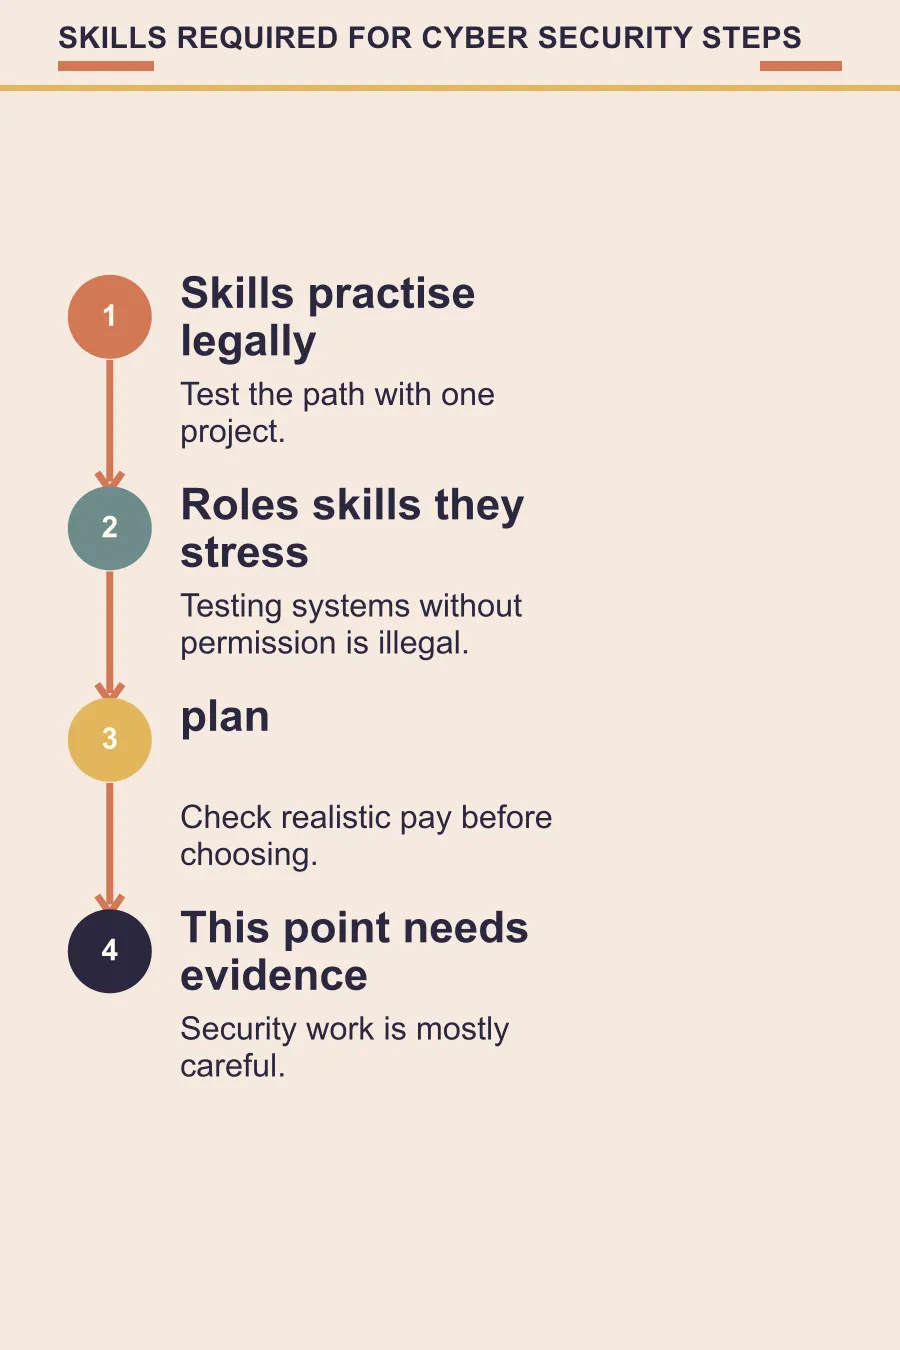 SKILLS REQUIRED FOR CYBER SECURITY STEPS
1
Skills practise
legally
Test the path with one
project.
2
Roles skills they
stress
Testing systems without
permission is illegal.
3
plan
Check realistic pay before
choosing.
4
This point needs
evidence
Security work is mostly
careful.